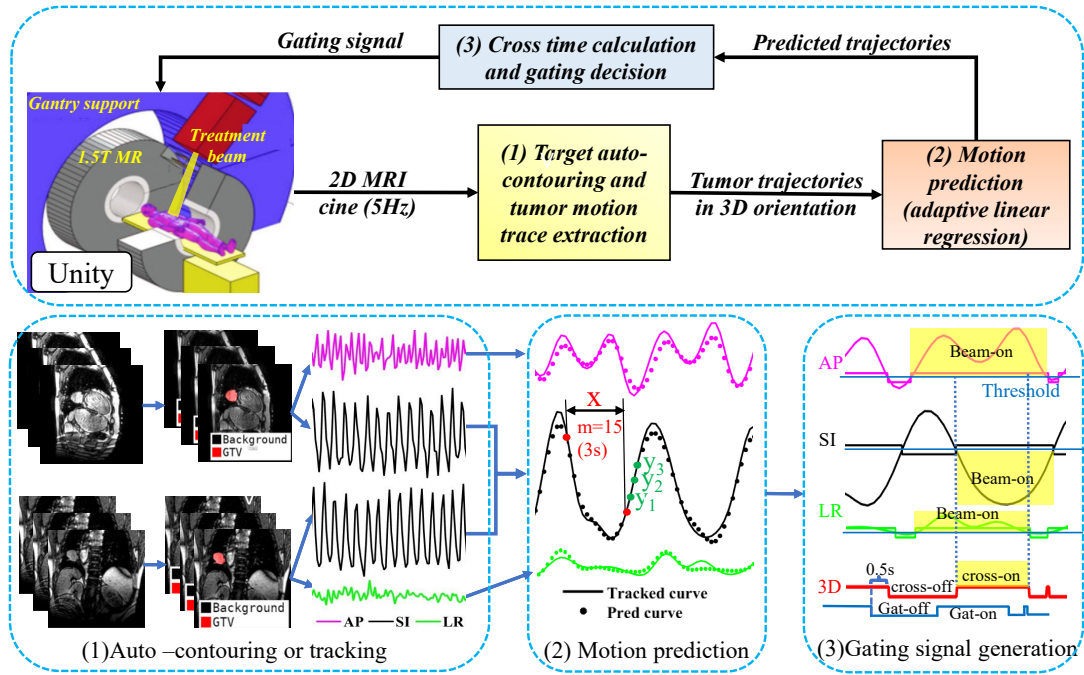 Gating signal
(3) Cross time calculation
and gating decision
Predicted trajectories
Gantry support
Treatment
beam
1.5T MR
Unity
2D MRI
cine (5Hz)
(1) Target auto-
contouring and
tumor motion
trace extraction
Tumor trajectories
in 3D orientation
(2) Motion
prediction
(adaptive linear
regression)
Background
GTV
Background
GTV
AP
SI
LR
(1)Auto –contouring or tracking
X
m=15
(3s)
y3
y2
y1
Tracked curve
Pred curve
(2) Motion prediction
AP
Beam-on
Threshold
SI
Beam-on
LR
Beam-on
0.5s
cross-on
3D
cross-off
Gat-off
Gat-on
(3)Gating signal generation